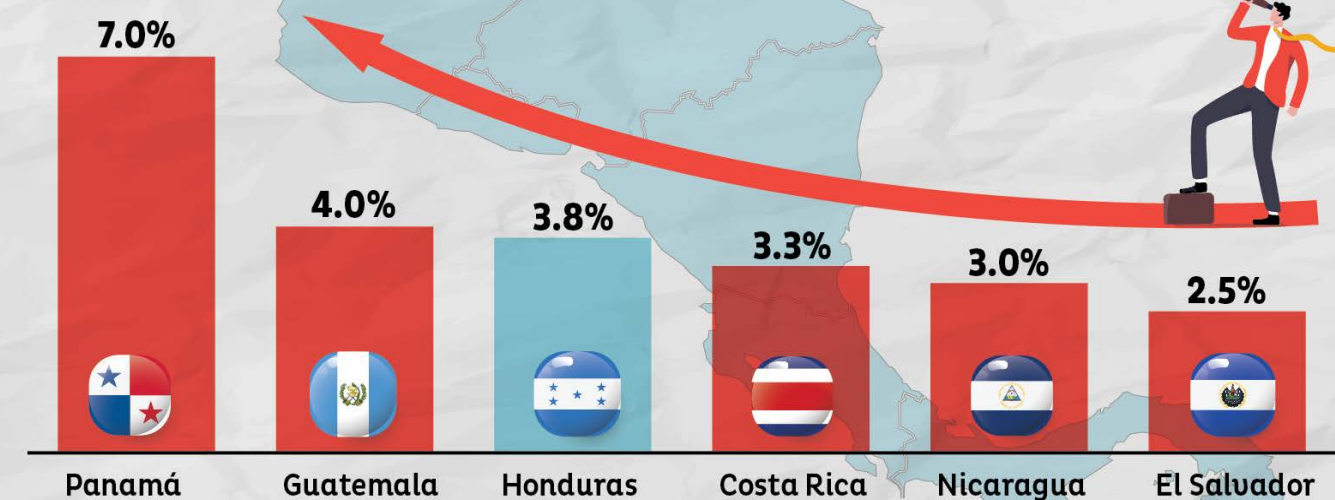 7.0%
4.0%
3.8%
3.3%
3.0%
2.5%
Panamá
Guatemala
Honduras
Costa Rica
Nicaragua
El Salvador